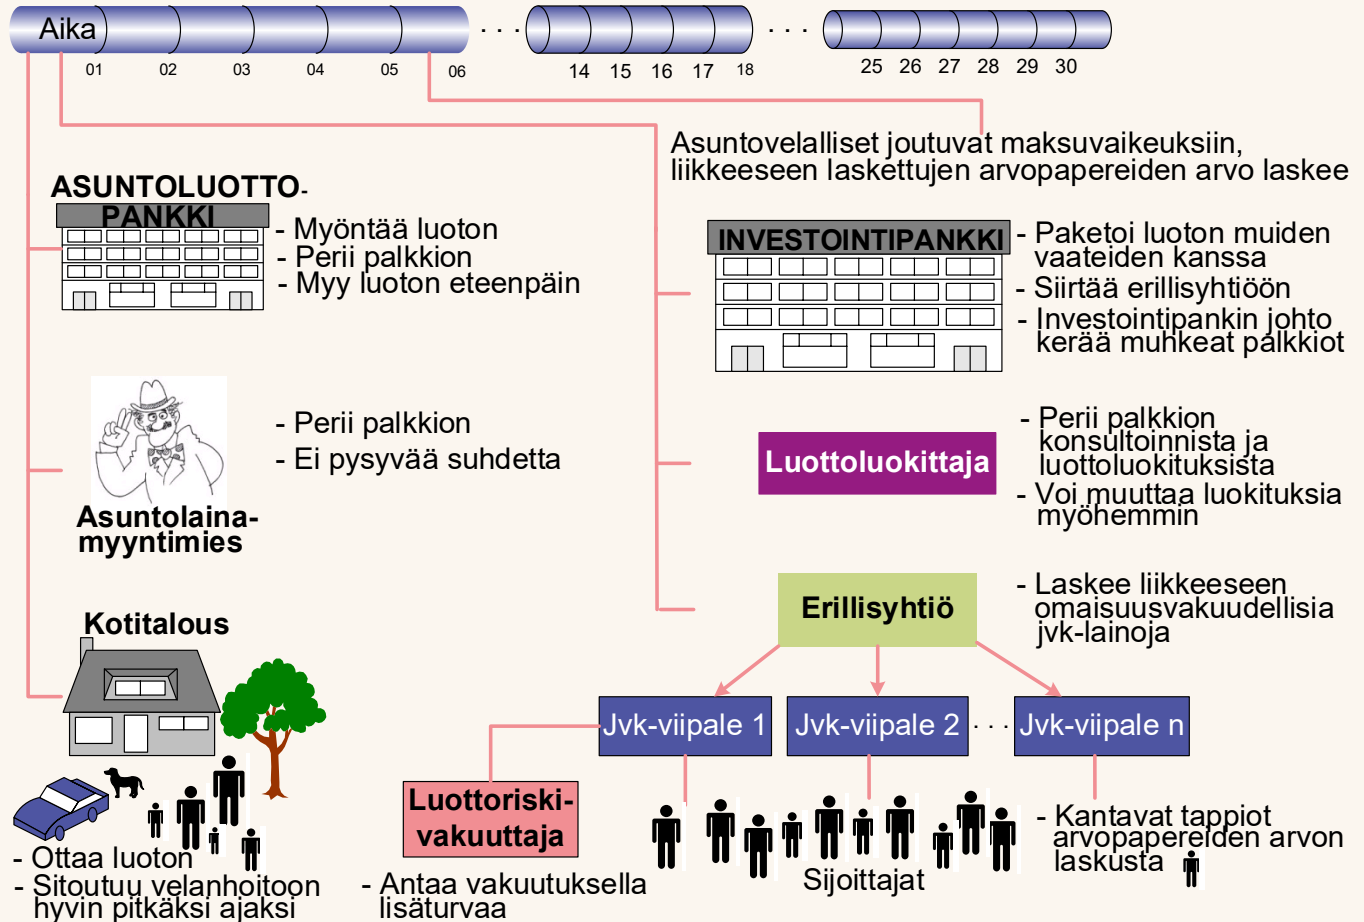 Aika
01 02 03 04 05 06 · · · 14 15 16 17 18 · · · 25 26 27 28 29 30
Asuntovelalliset joutuvat maksuvaikeuksiin,
liikkeeseen laskettujen arvopapereiden arvo laskee
ASUNTOLUOTTO-
PANKKI
- Myöntää luoton
- Perii palkkion
- Myy luoton eteenpäin
INVESTOINTIPANKKI
- Paketoi luoton muiden
vaateiden kanssa
- Siirtää erillisyhtiöön
- Investointipankin johto
kerää muhkeat palkkiot
- Perii palkkion
- Ei pysyvää suhdetta
Asuntolaina-
myyntimies
Luottoluokittaja
- Perii palkkion
konsultoinnista ja
luottoluokituksista
- Voi muuttaa luokituksia
myöhemmin
Erillisyhtiö
- Laskee liikkeeseen
omaisuusvakuudellisia
jvk-lainoja
Kotitalous
- Ottaa luoton
- Sitoutuu velanhoitoon
hyvin pitkäksi ajaksi
Jvk-viipale 1
Jvk-viipale 2
· · ·
Jvk-viipale n
Luottoriski-
vakuuttaja
- Antaa vakuutuksella
lisäturvaa
Sijoittajat
- Kantavat tappiot
arvopapereiden arvon
laskusta